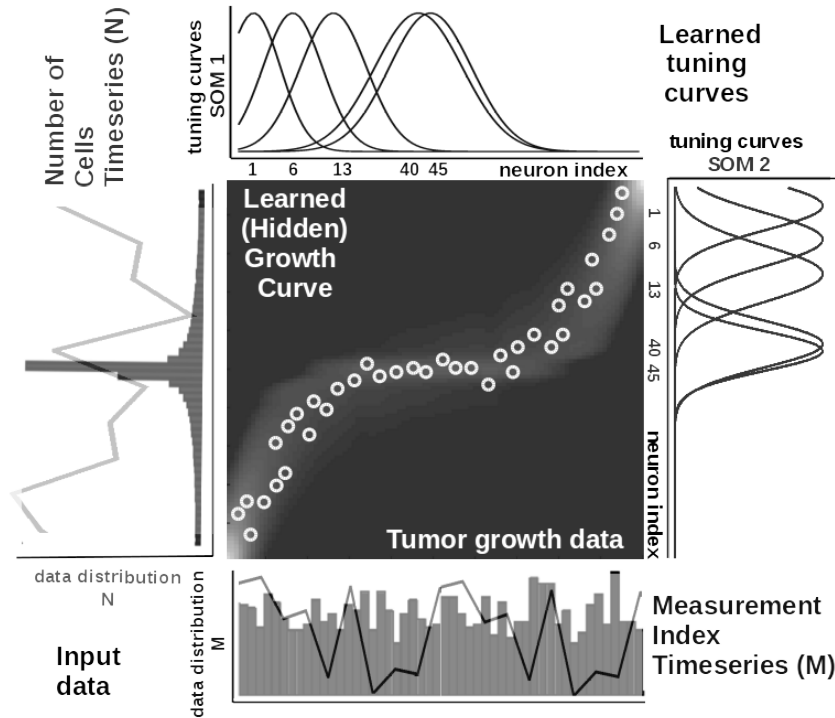 Number of
Cells
Timeseries (N)
tuning curves
SOM 1
1 6 13 40 45 neuron index
Learned
tuning
curves
tuning curves
SOM 2
1
6
13
40
45
neuron index
Learned
(Hidden)
Growth
Curve
Tumor growth data
data distribution
N
Input
data
data distribution
M
Measurement
Index
Timeseries (M)